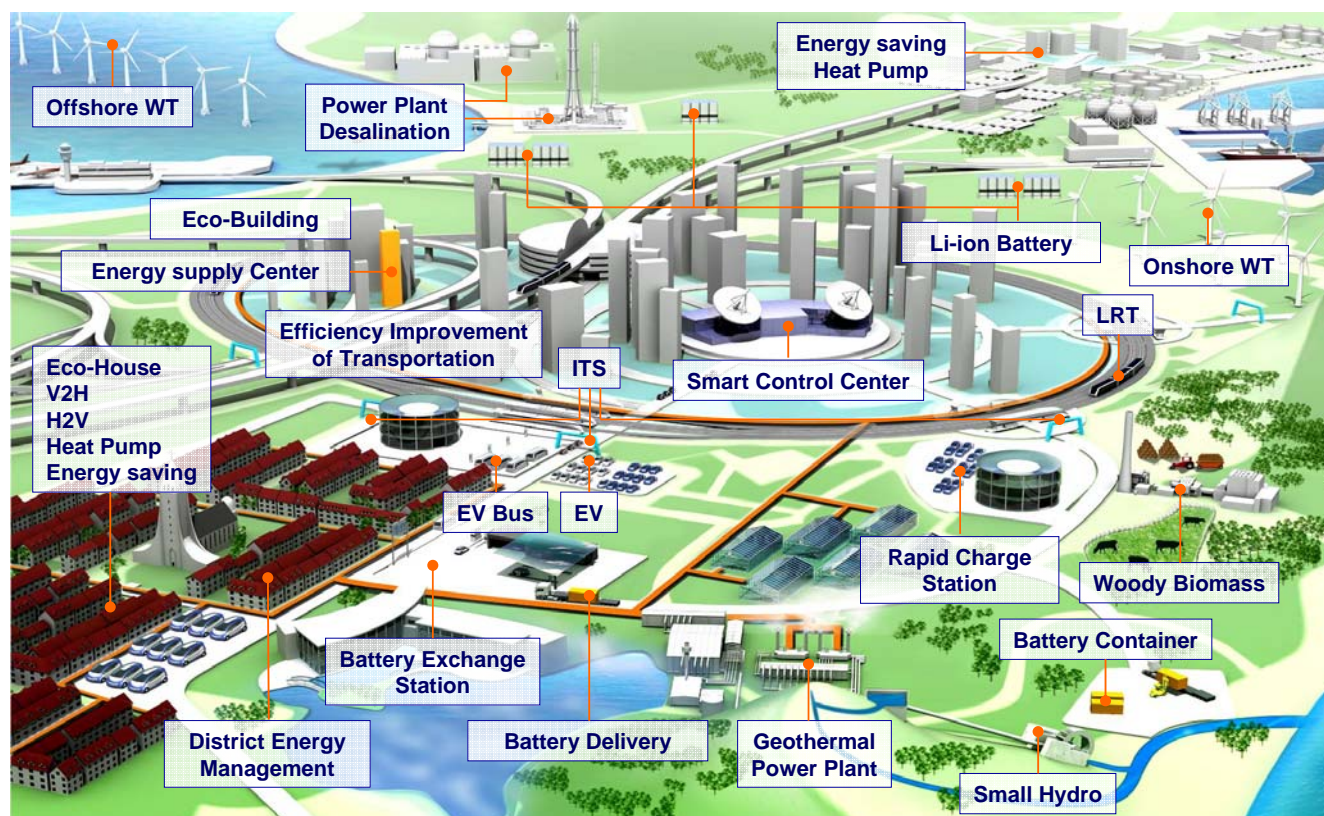 Offshore WT
Power Plant
Desalination
Energy saving
Heat Pump
Eco-Building
Energy supply Center
Li-ion Battery
Onshore WT
Efficiency Improvement
of Transportation
ITS
Smart Control Center
LRT
Eco-House
V2H
H2V
Heat Pump
Energy saving
EV Bus
EV
Rapid Charge
Station
Woody Biomass
Battery Exchange
Station
Battery Container
District Energy
Management
Battery Delivery
Geothermal
Power Plant
Small Hydro